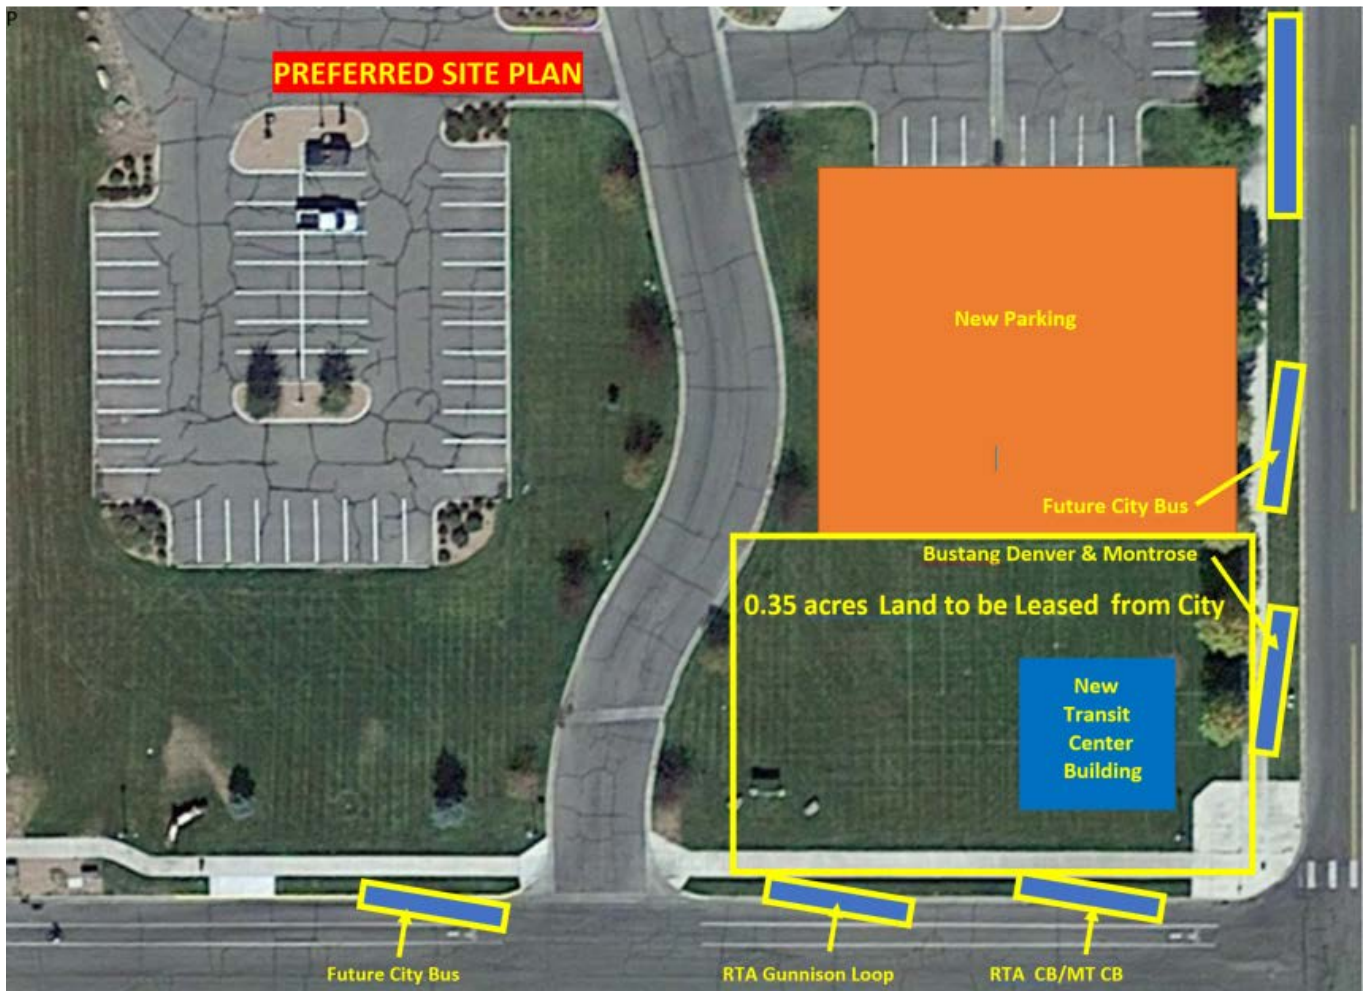 P
PREFERRED SITE PLAN
New Parking
Future City Bus
Bustang Denver & Montrose
0.35 acres Land to be Leased from City
New
Transit
Center
Building
Future City Bus
RTA Gunnison Loop
RTA CB/MT CB